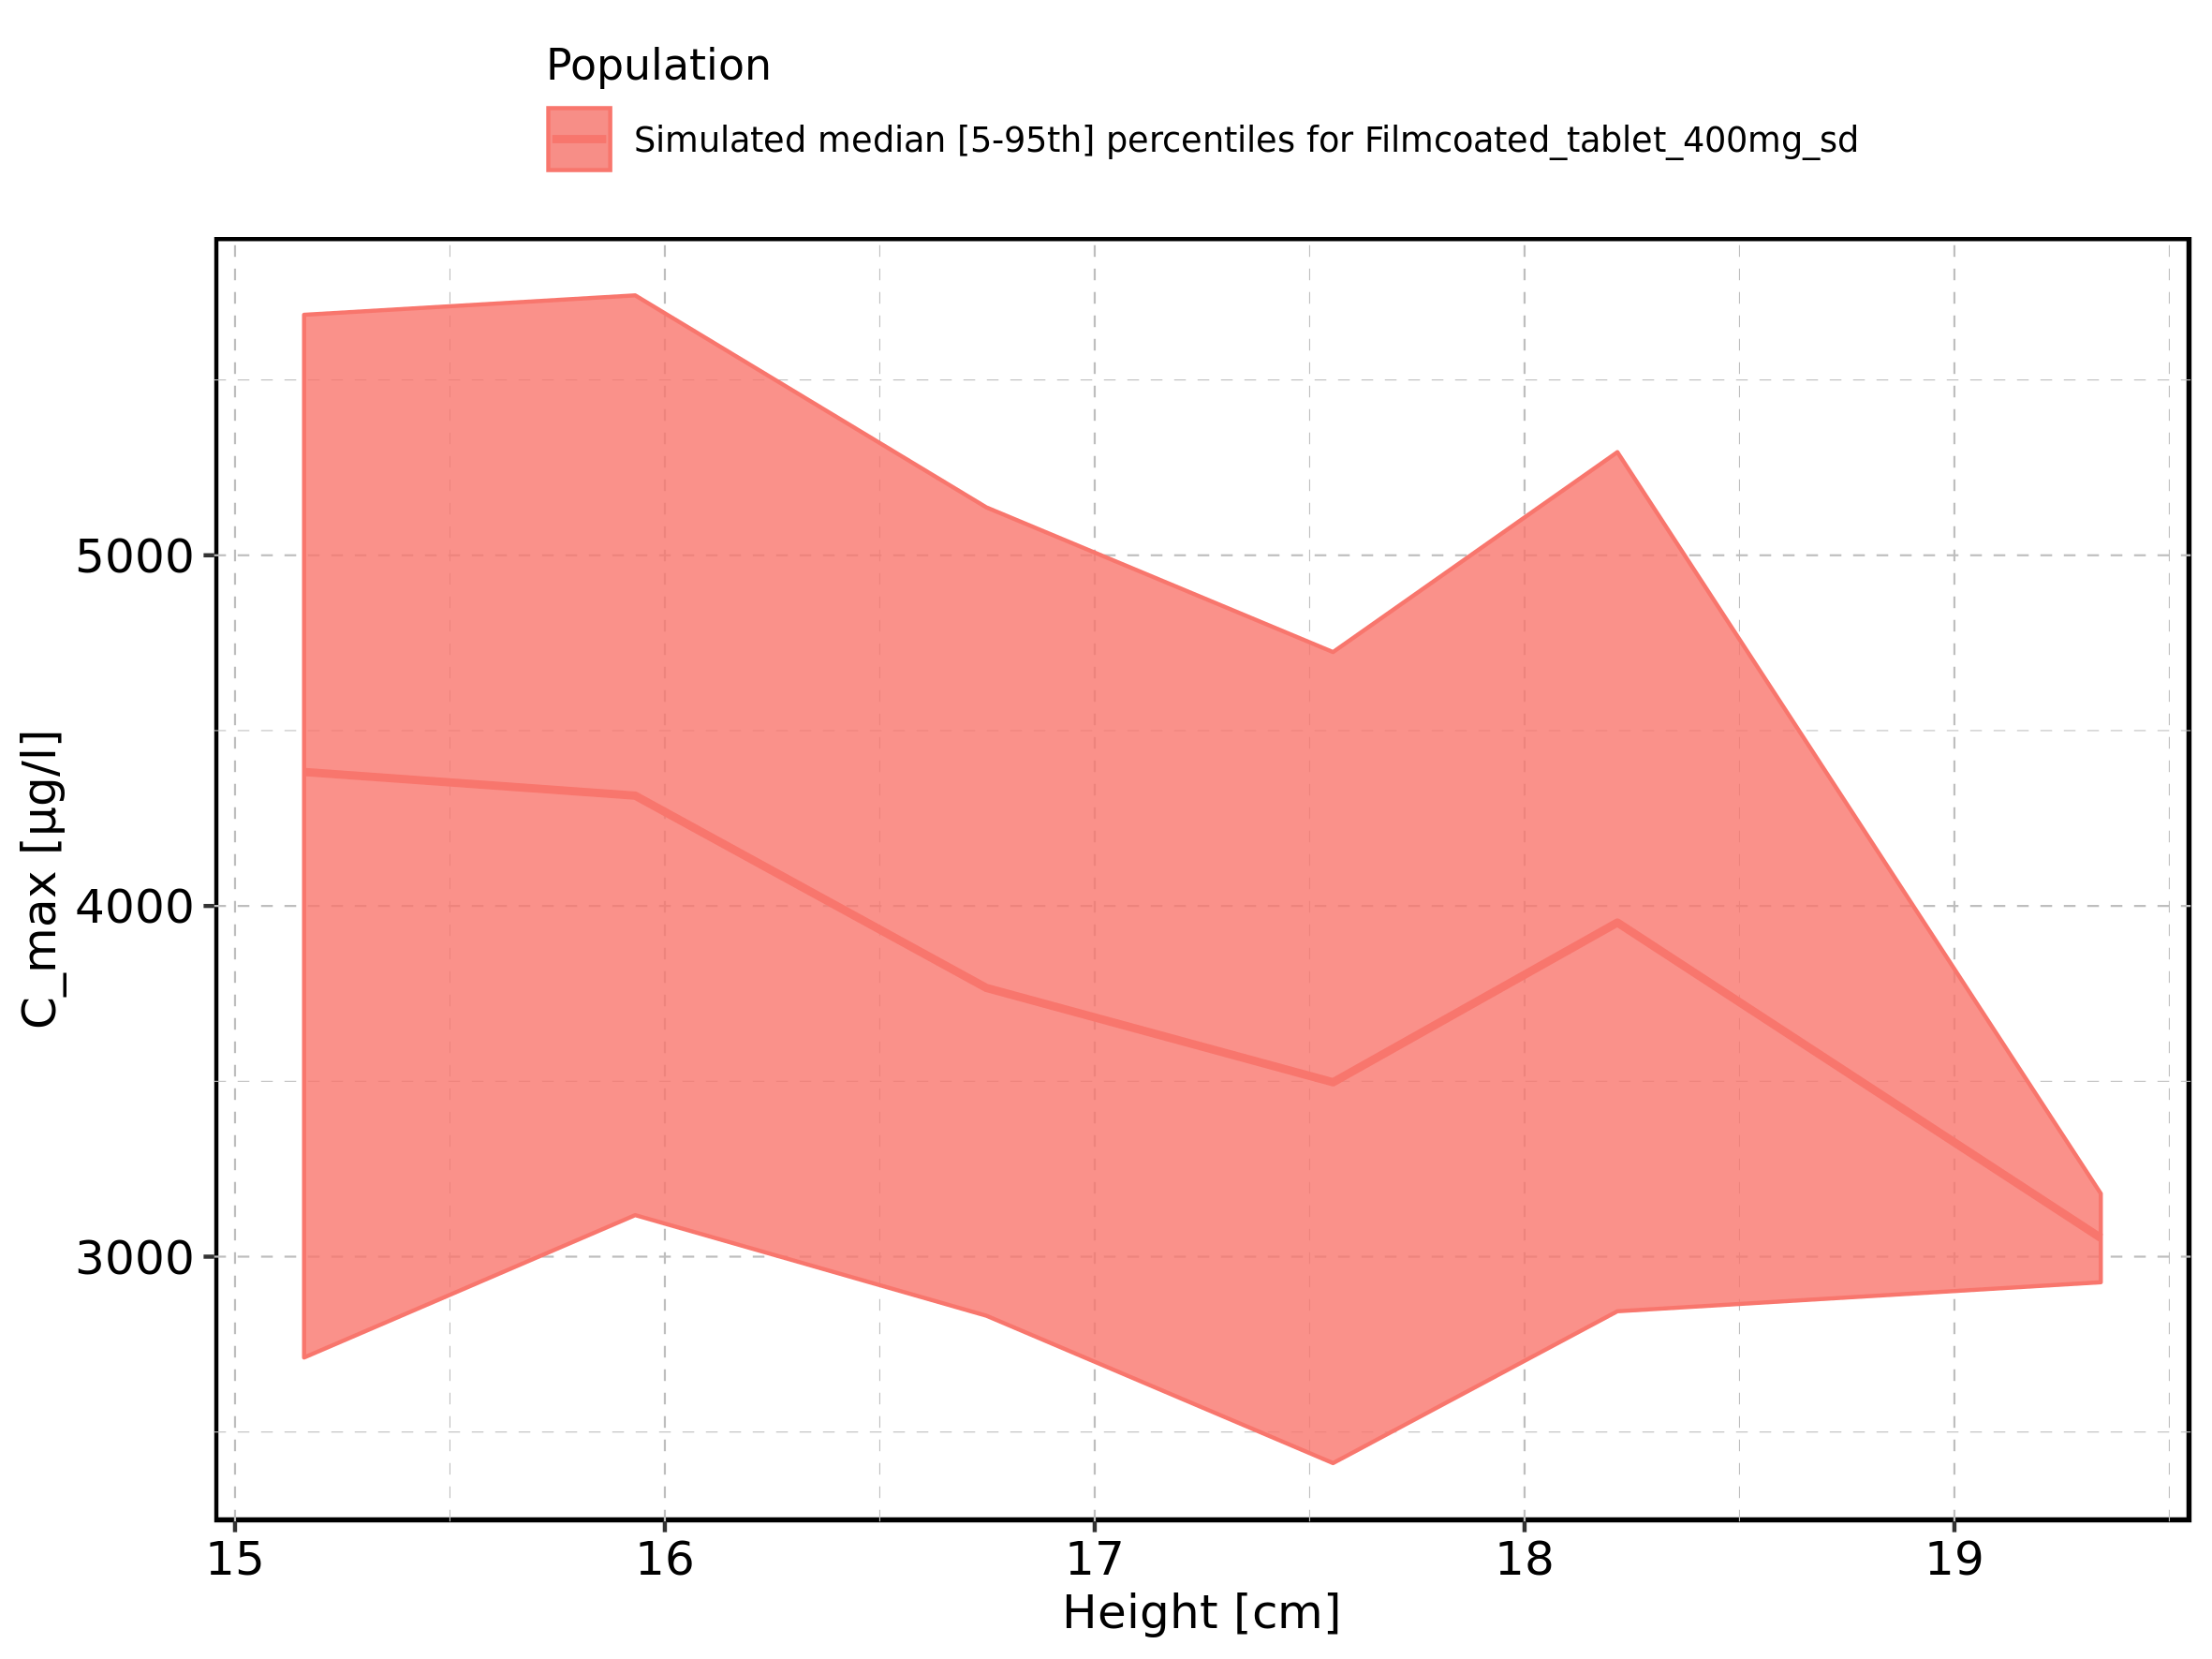 Population
Simulated median [5-95th] percentiles for Filmcoated_tablet_400mg_sd
C_max [µg/l]
5000
4000
3000
15 16 17 18 19
Height [cm]